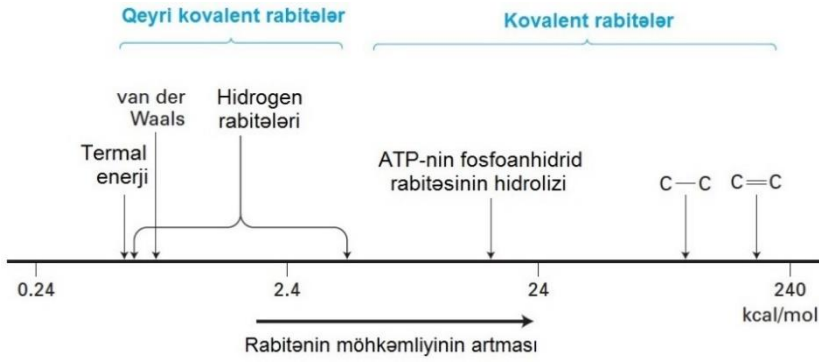 Qeyri kovalent rabitələr
Kovalent rabitələr
van der
Waals
Hidrogen
rabitələri
Termal
enerji
ATP-nin fosfoanhidrid
rabitəsinin hidrolizi
C—C
C=C
0.24
2.4
24
240
kcal/mol
Rabitənin möhkəmliyinin artması